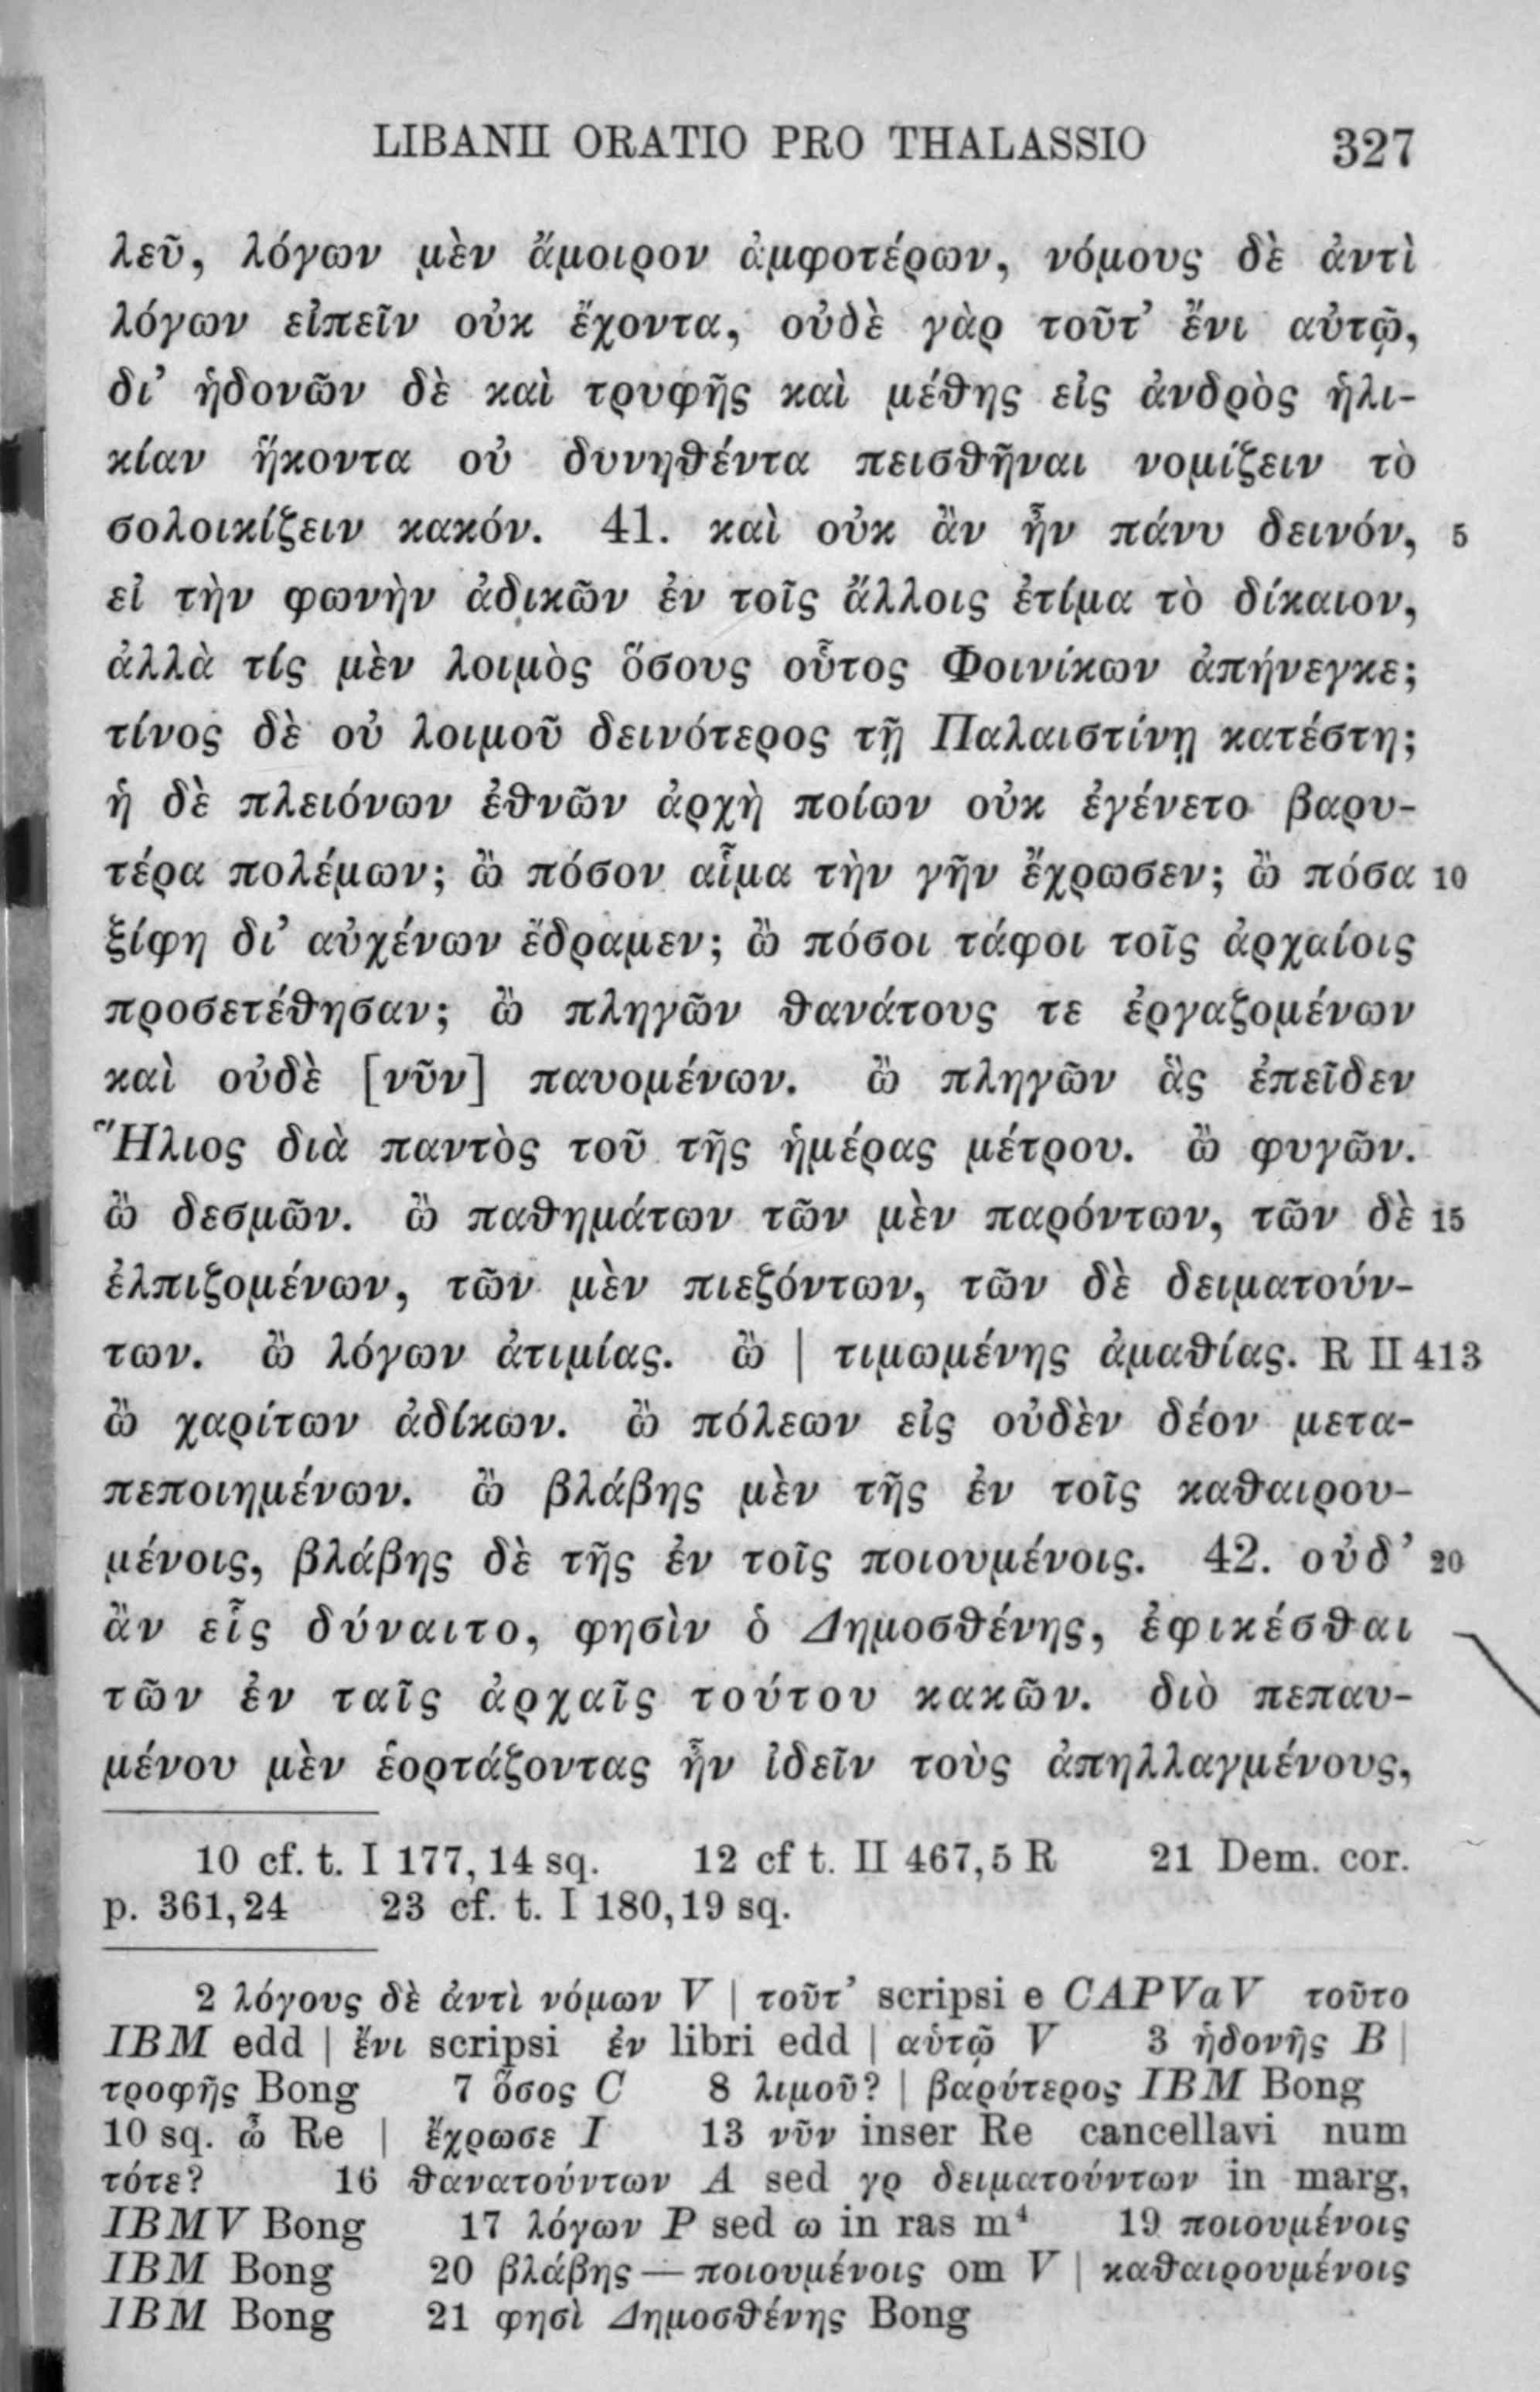 LIBANII ORATIO PRO THALASSIO 327
λεῦ, λόγων μὲν ἄμοιρον ἀμφοτέρων, νόμους δὲ ἀντὶ
λόγων εἰπεῖν οὐκ ἔχοντα, οὐδὲ γὰρ τοῦτ’ ἔνι αὐτῷ,
δι’ ἡδονῶν δὲ καὶ τρυφῆς καὶ μέθης εἰς ἀνδρὸς ἡλι-
κίαν ἥκοντα οὐ δυνηθέντα πεισθῆναι νομίζειν τὸ
σολοικίζειν κακόν. 41. καὶ οὐκ ἂν ἦν πάνυ δεινόν, 5
εἰ τὴν φωνὴν ἀδικῶν ἐν τοῖς ἄλλοις ἐτίμα τὸ δίκαιον,
ἀλλὰ τίς μὲν λοιμὸς ὅσους οὗτος Φοινίκων ἀπήνεγκε;
τίνος δὲ οὐ λοιμοῦ δεινότερος τῇ Παλαιστίνῃ κατέστη;
ἡ δὲ πλειόνων ἐθνῶν ἀρχὴ ποίων οὐκ ἐγένετο βαρυ-
τέρα πολέμων; ὢ πόσον αἷμα τὴν γῆν ἔχρωσεν; ὢ πόσα 10
ξίφη δι’ αὐχένων ἔδραμεν; ὢ πόσοι τάφοι τοῖς ἀρχαίοις
προσετέθησαν; ὢ πληγῶν θανάτους τε ἐργαζομένων
καὶ οὐδὲ [νῦν] παυομένων. ὢ πληγῶν ἃς ἐπεῖδεν
Ἥλιος διὰ παντὸς τοῦ τῆς ἡμέρας μέτρου. ὢ φυγῶν.
ὢ δεσμῶν. ὢ παθημάτων τῶν μὲν παρόντων, τῶν δὲ 15
ἐλπιζομένων, τῶν μὲν πιεζόντων, τῶν δὲ δειματούν-
των. ὢ λόγων ἀτιμίας. ὢ | τιμωμένης ἀμαθίας. R II 413
ὢ χαρίτων ἀδίκων. ὢ πόλεων εἰς οὐδὲν δέον μετα-
πεποιημένων. ὢ βλάβης μὲν τῆς ἐν τοῖς καθαιρου-
μένοις, βλάβης δὲ τῆς ἐν τοῖς ποιουμένοις. 42. οὐδ’ 20
ἂν εἷς δύναιτο, φησὶν ὁ Δημοσθένης, ἐφικέσθαι
τῶν ἐν ταῖς ἀρχαῖς τούτου κακῶν. διὸ πεπαυ-
μένου μὲν ἑορτάζοντας ἦν ἰδεῖν τοὺς ἀπηλλαγμένους,
10 cf. t. I 177, 14 sq. 12 cf t. II 467, 5 R 21 Dem. cor.
p. 361, 24 23 cf. t. I 180, 19 sq.
2 λόγους δὲ ἀντὶ νόμων V | τοῦτ’ scripsi e CAPVaV τοῦτο
IBM edd | ἔνι scripsi ἐν libri edd | αὑτῷ V 3 ἡδονῆς B |
τροφῆς Bong 7 ὅσος C 8 λιμοῦ? | βαρύτερος IBM Bong
10 sq. ὦ Re | ἔχρωσε I 13 νῦν inser Re cancellavi num
τότε? 16 θανατούντων A sed γρ δειματούντων in marg,
IBMV Bong 17 λόγων P sed ω in ras m⁴ 19 ποιουμένοις
IBM Bong 20 βλάβης — ποιουμένοις om V | καθαιρουμένοις
IBM Bong 21 φησὶ Δημοσθένης Bong